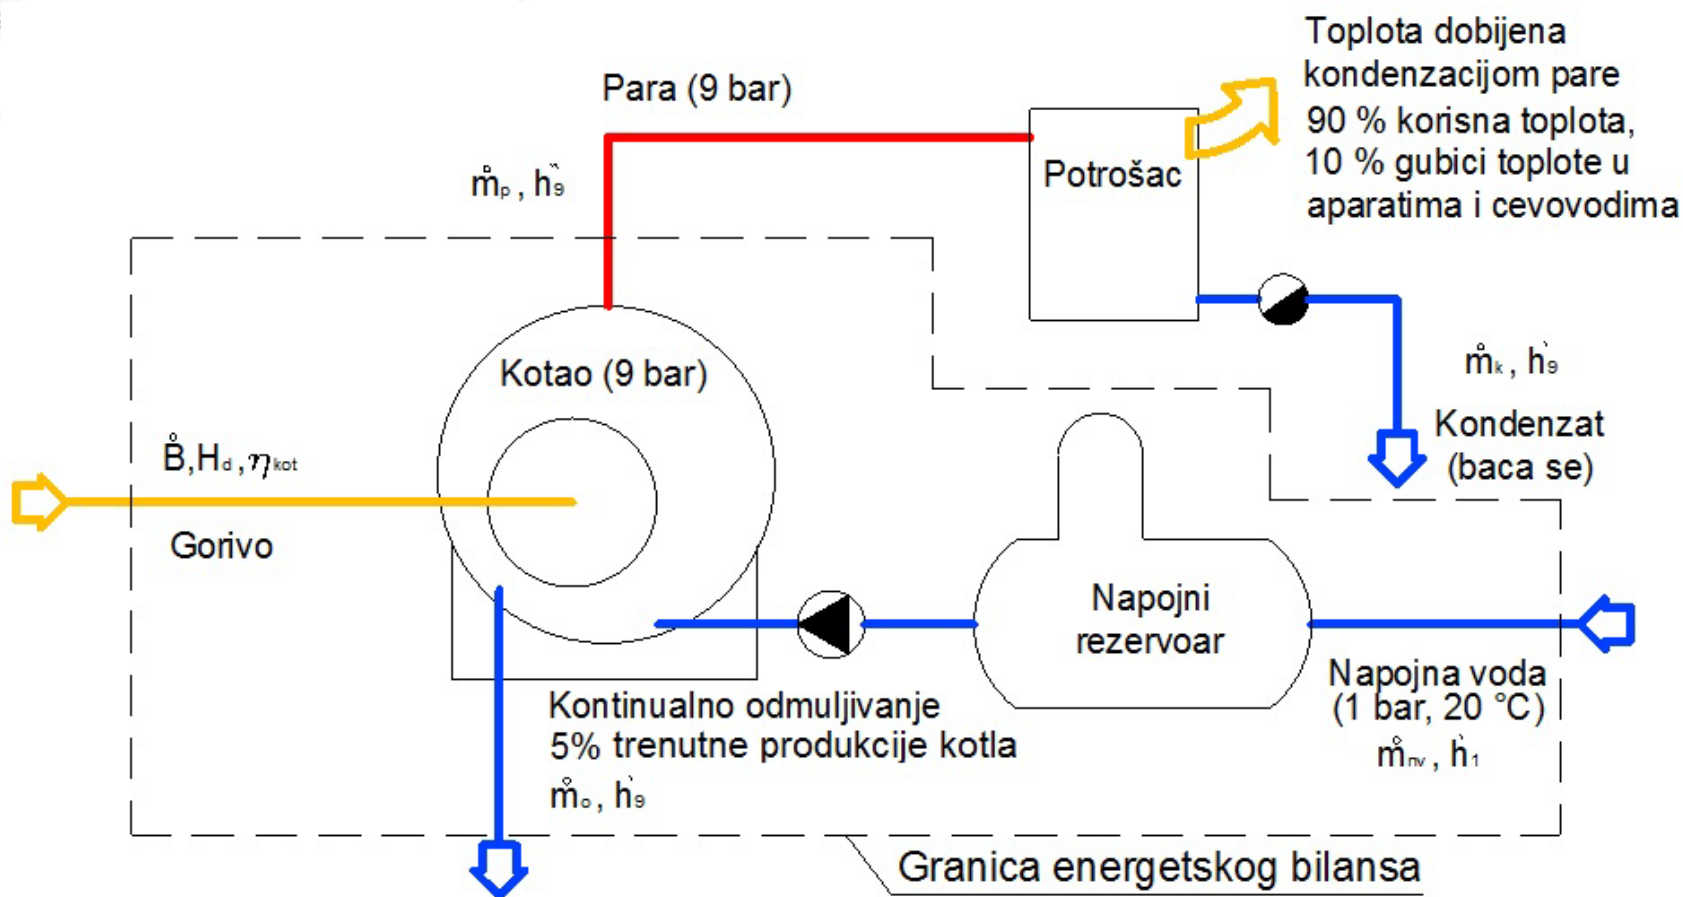 Toplota dobijena
kondenzacijom pare
90 % korisna toplota,
10 % gubici toplote u
aparatima i cevovodima
Para (9 bar)
Potrošac
ṁp , h``9
Kotao (9 bar)
ṁk , h`9
Kondenzat
(baca se)
Ḃ,Hd,ηkot
Gorivo
Napojni
rezervoar
Napojna voda
(1 bar, 20 °C)
ṁnv , h`1
Kontinualno odmuljivanje
5% trenutne produkcije kotla
ṁo , h`9
Granica energetskog bilansa